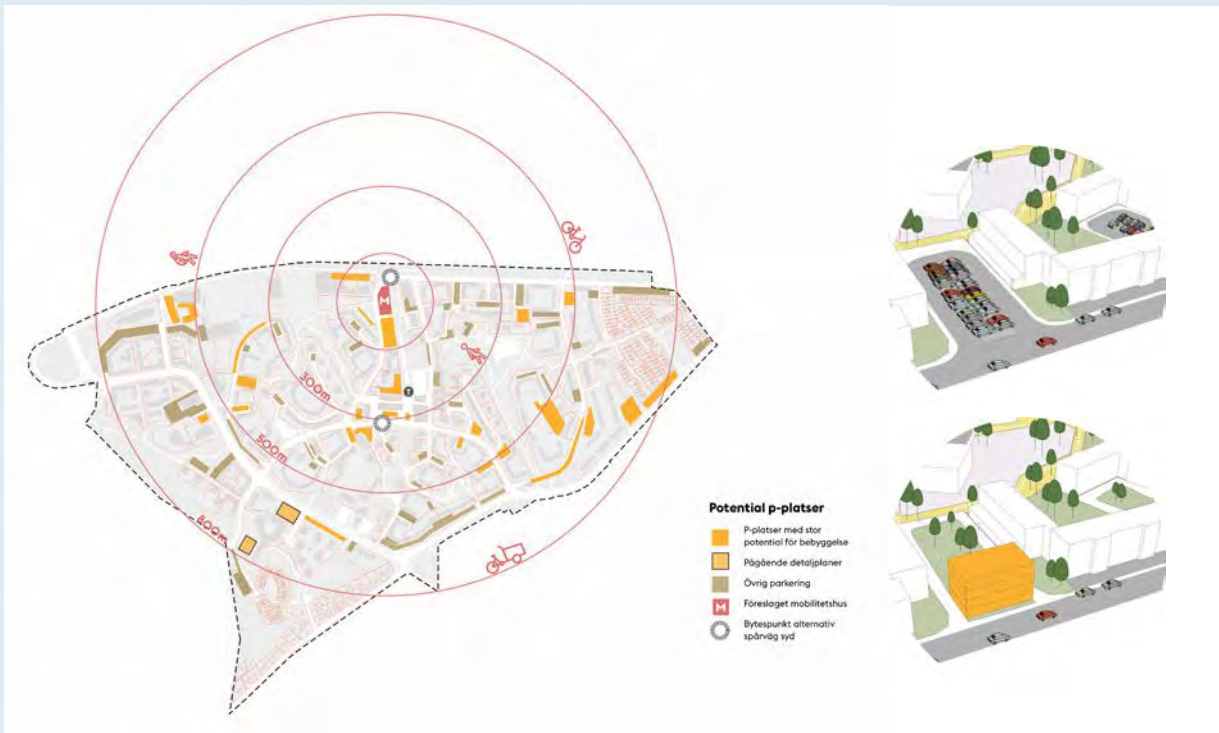 M
300m
T
500m
800m
Potential p-platser
P-platser med stor
potential för bebyggelse
Pågående detaljplaner
Övrig parkering
M
Föreslaget mobilitetshus
Bytespunkt alternativ
spårväg syd